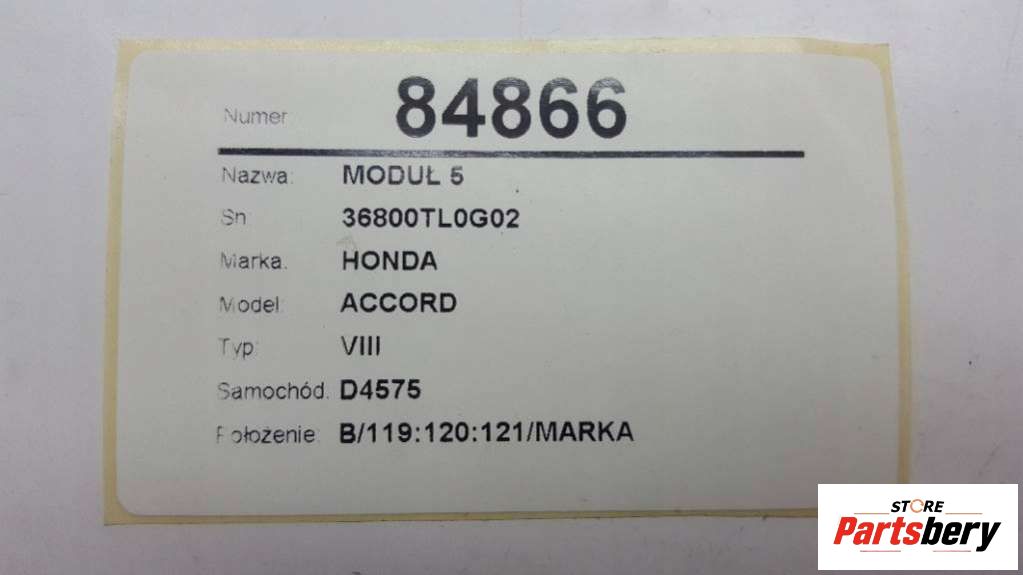 Numer 84866
Nazwa: MODUŁ 5
Sn: 36800TL0G02
Marka: HONDA
Model: ACCORD
Typ: VIII
Samochód: D4575
Położenie: B/119:120:121/MARKA
STORE
Partsbery